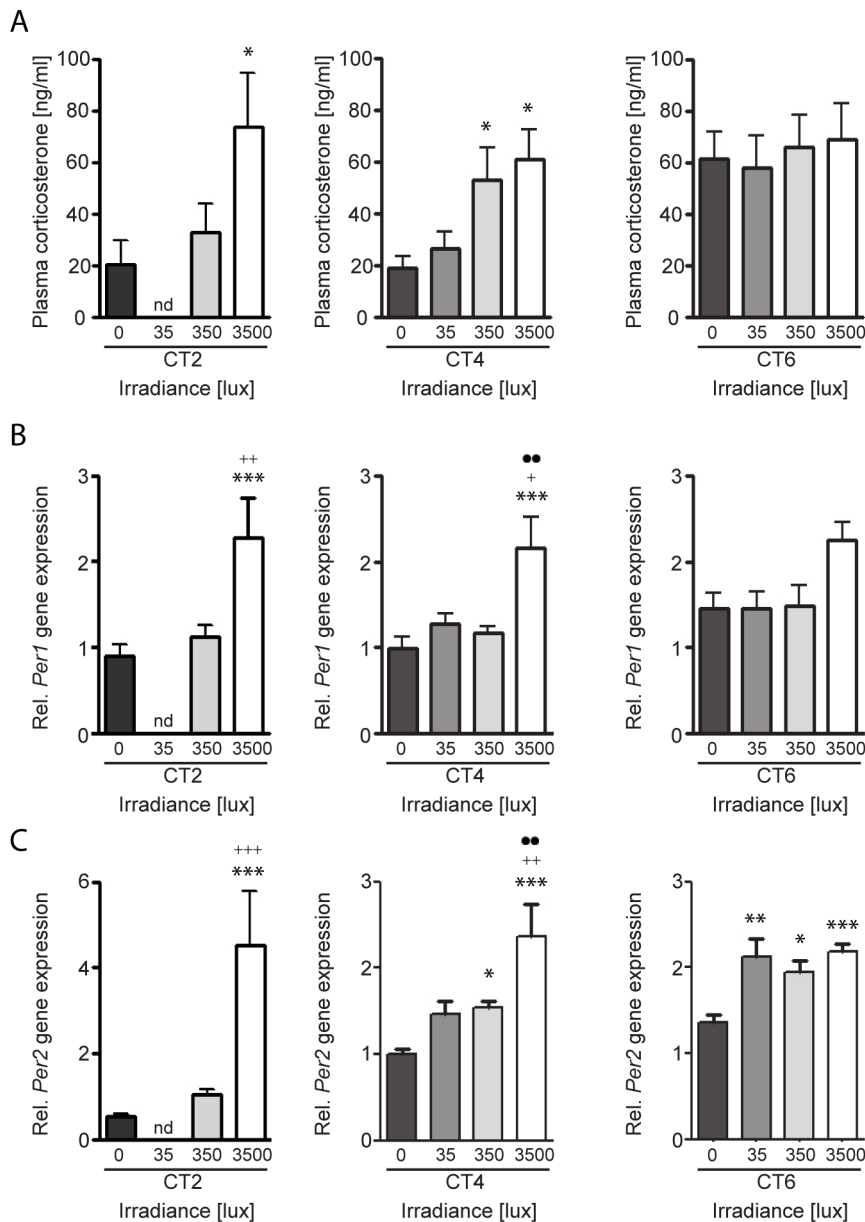 A
Plasma corticosterone [ng/ml]
100
80
60
40
20
0
*
nd
0 35 350 3500
CT2
Irradiance [lux]
Plasma corticosterone [ng/ml]
100
80
60
40
20
0
* *
0 35 350 3500
CT4
Irradiance [lux]
Plasma corticosterone [ng/ml]
100
80
60
40
20
0
0 35 350 3500
CT6
Irradiance [lux]
B
Rel. Per1 gene expression
3
2
1
0
++
***
nd
0 35 350 3500
CT2
Irradiance [lux]
Rel. Per1 gene expression
3
2
1
0
●●
+
***
0 35 350 3500
CT4
Irradiance [lux]
Rel. Per1 gene expression
3
2
1
0
0 35 350 3500
CT6
Irradiance [lux]
C
Rel. Per2 gene expression
6
4
2
0
+++
***
nd
0 35 350 3500
CT2
Irradiance [lux]
Rel. Per2 gene expression
3
2
1
0
●●
++
***
*
0 35 350 3500
CT4
Irradiance [lux]
Rel. Per2 gene expression
3
2
1
0
** * ***
0 35 350 3500
CT6
Irradiance [lux]